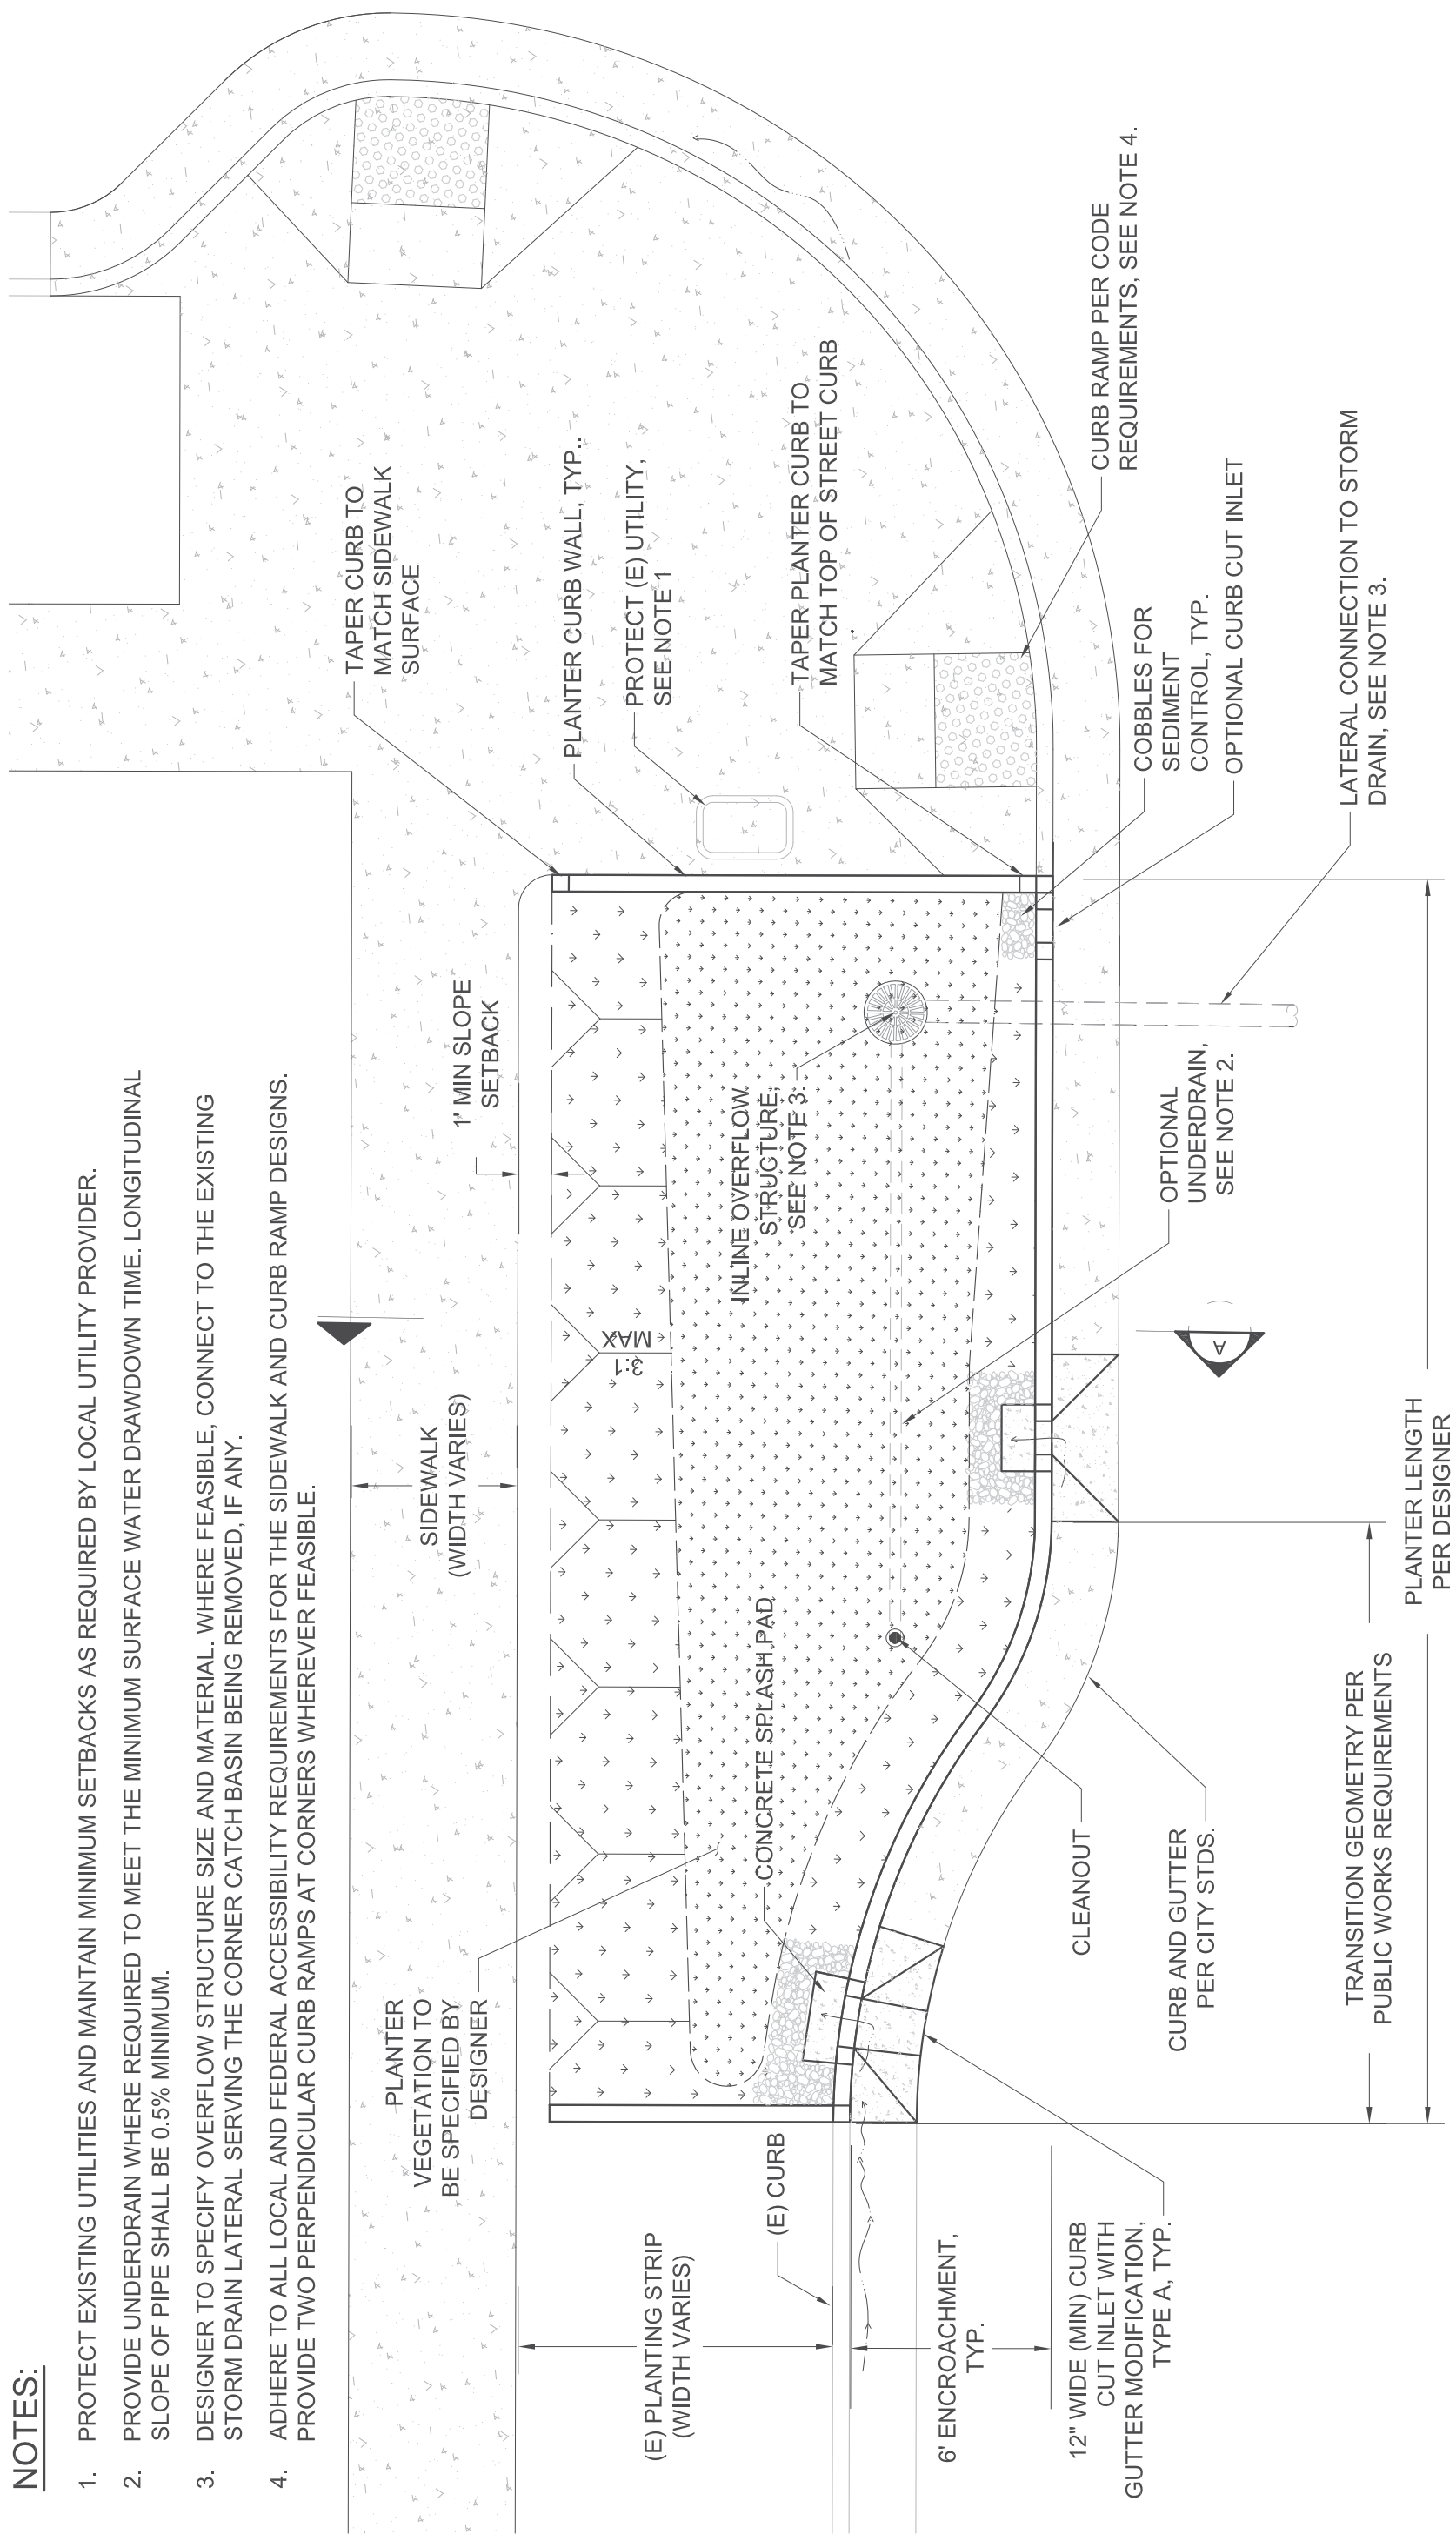 NOTES:
1. PROTECT EXISTING UTILITIES AND MAINTAIN MINIMUM SETBACKS AS REQUIRED BY LOCAL UTILITY PROVIDER.
2. PROVIDE UNDERDRAIN WHERE REQUIRED TO MEET THE MINIMUM SURFACE WATER DRAWDOWN TIME. LONGITUDINAL
SLOPE OF PIPE SHALL BE 0.5% MINIMUM.
3. DESIGNER TO SPECIFY OVERFLOW STRUCTURE SIZE AND MATERIAL. WHERE FEASIBLE, CONNECT TO THE EXISTING
STORM DRAIN LATERAL SERVING THE CORNER CATCH BASIN BEING REMOVED, IF ANY.
4. ADHERE TO ALL LOCAL AND FEDERAL ACCESSIBILITY REQUIREMENTS FOR THE SIDEWALK AND CURB RAMP DESIGNS.
PROVIDE TWO PERPENDICULAR CURB RAMPS AT CORNERS WHEREVER FEASIBLE.
TAPER CURB TO
MATCH SIDEWALK
SURFACE
1' MIN SLOPE
SETBACK
SIDEWALK
(WIDTH VARIES)
PLANTER
VEGETATION TO
BE SPECIFIED BY
DESIGNER
PLANTER CURB WALL, TYP..
PROTECT (E) UTILITY,
SEE NOTE 1
3:1
MAX
INLINE OVERFLOW
STRUCTURE,
SEE NOTE 3.
CONCRETE SPLASH PAD
TAPER PLANTER CURB TO
MATCH TOP OF STREET CURB
(E) PLANTING STRIP
(WIDTH VARIES)
(E) CURB
6' ENCROACHMENT,
TYP.
12" WIDE (MIN) CURB
CUT INLET WITH
GUTTER MODIFICATION,
TYPE A, TYP.
CLEANOUT
CURB AND GUTTER
PER CITY STDS.
OPTIONAL
UNDERDRAIN,
SEE NOTE 2.
A
CURB RAMP PER CODE
REQUIREMENTS, SEE NOTE 4.
COBBLES FOR
SEDIMENT
CONTROL, TYP.
OPTIONAL CURB CUT INLET
LATERAL CONNECTION TO STORM
DRAIN, SEE NOTE 3.
TRANSITION GEOMETRY PER
PUBLIC WORKS REQUIREMENTS
PLANTER LENGTH
PER DESIGNER